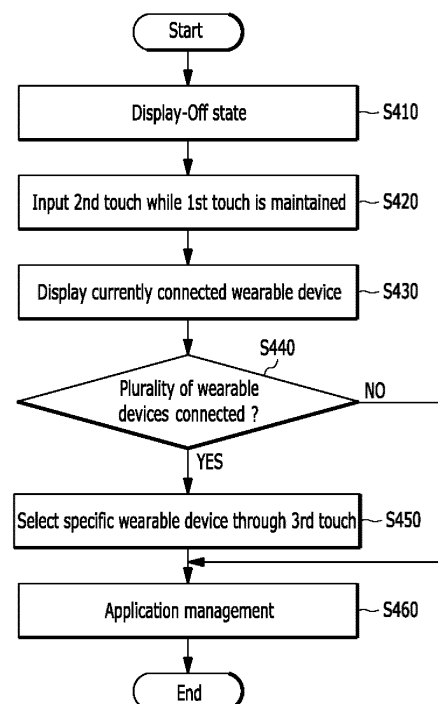 Start
Display-Off state
S410
Input 2nd touch while 1st touch is maintained
S420
Display currently connected wearable device
S430
S440
Plurality of wearable
devices connected ?
NO
YES
Select specific wearable device through 3rd touch
S450
Application management
S460
End